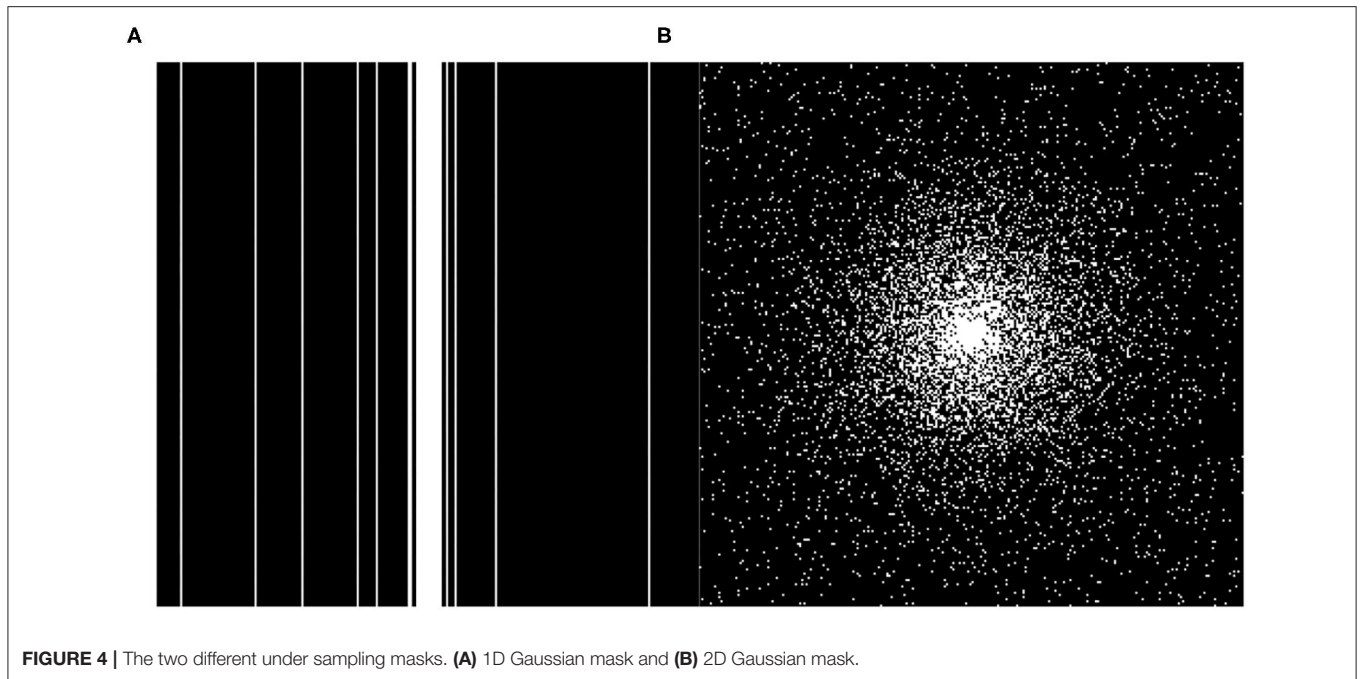 A
B
FIGURE 4 | The two different under sampling masks. (A) 1D Gaussian mask and (B) 2D Gaussian mask.